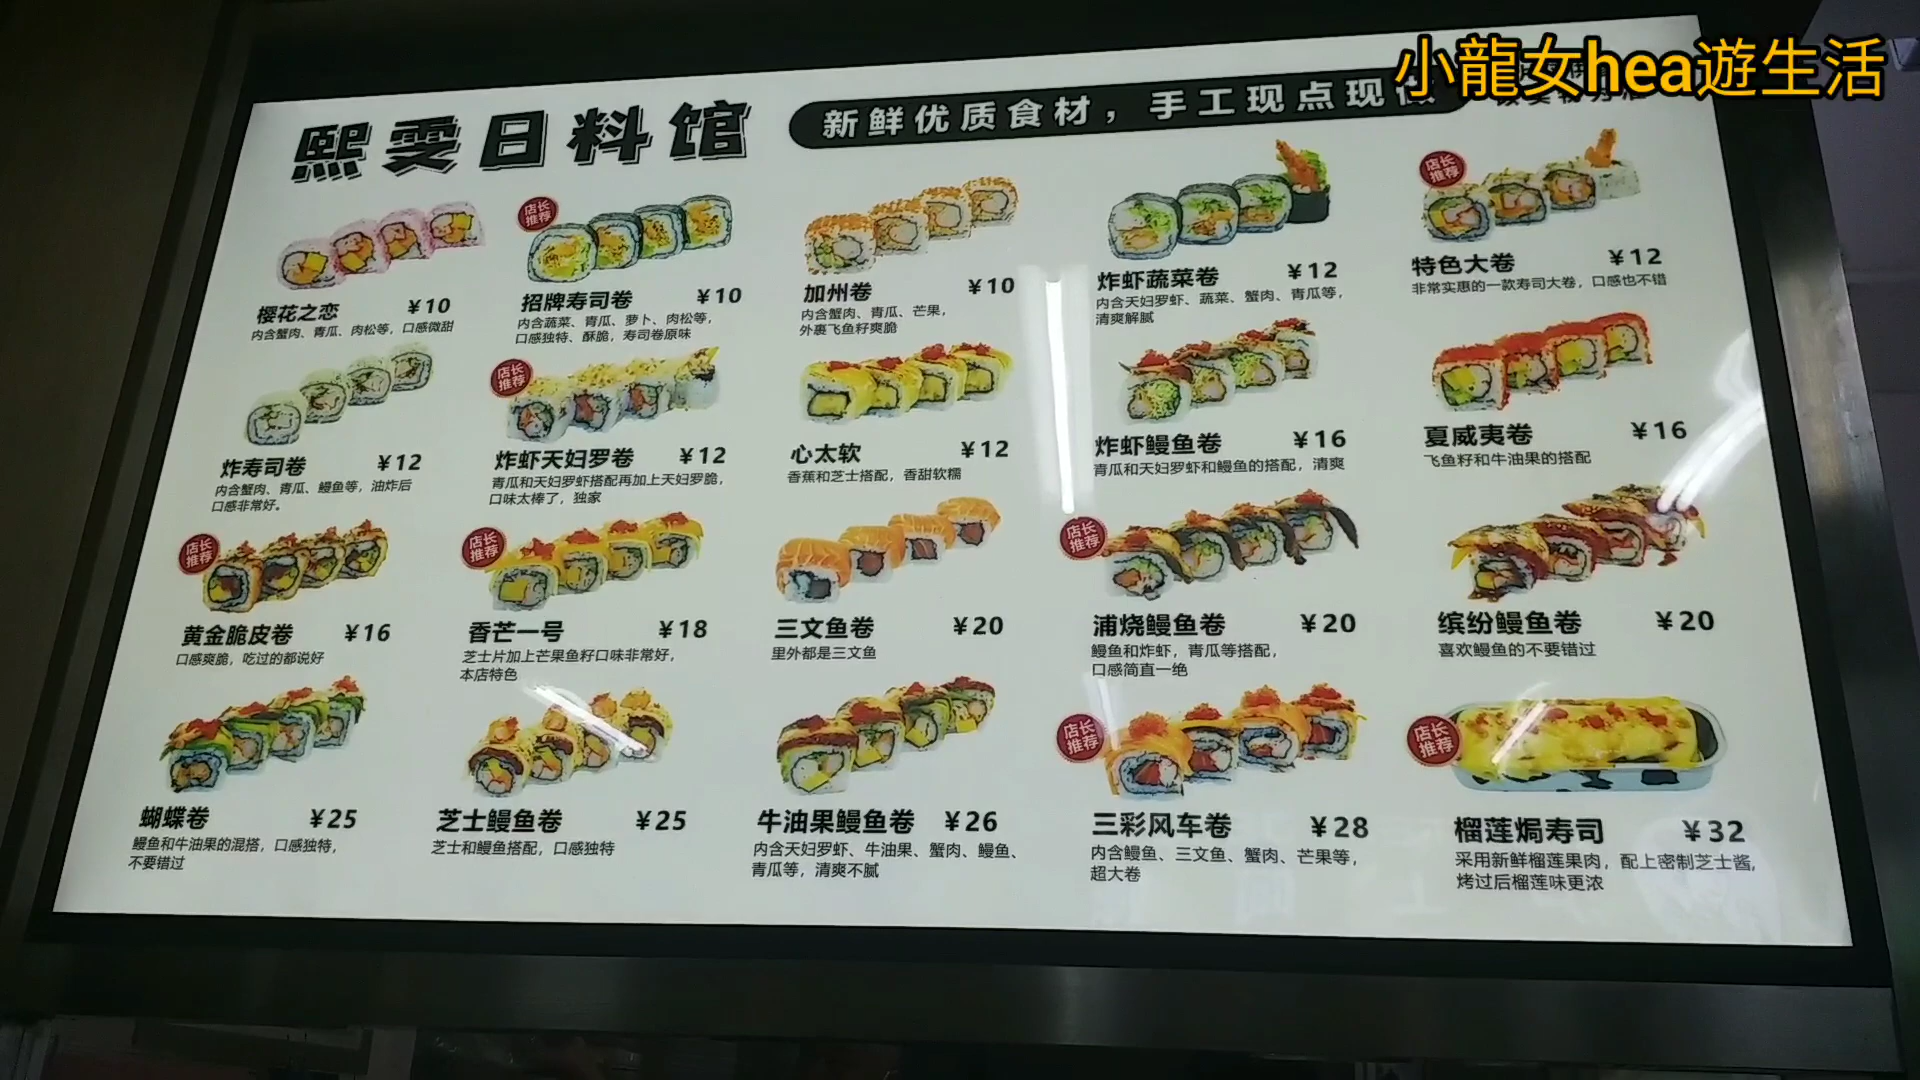 小龍女hea遊生活
熙雯日料馆
新鲜优质食材，手工现点现
樱花之恋 ¥10
内含蟹肉、青瓜、肉松等，口感微甜
店长
推荐
招牌寿司卷 ¥10
内含蔬菜、青瓜、萝卜、肉松等，
口感独特、酥脆，寿司卷原味
加州卷 ¥10
内含蟹肉、青瓜、芒果，
外裹飞鱼籽爽脆
炸虾蔬菜卷 ¥12
内含天妇罗虾、蔬菜、蟹肉、青瓜等，
清爽解腻
店长
推荐
特色大卷 ¥12
非常实惠的一款寿司大卷，口感也不错
炸寿司卷 ¥12
内含蟹肉、青瓜、鳗鱼等，油炸后
口感非常好。
店长
推荐
炸虾天妇罗卷 ¥12
青瓜和天妇罗虾搭配再加上天妇罗脆，
口味太棒了，独家
心太软 ¥12
香蕉和芝士搭配，香甜软糯
炸虾鳗鱼卷 ¥16
青瓜和天妇罗虾和鳗鱼的搭配，清爽
夏威夷卷 ¥16
飞鱼籽和牛油果的搭配
店长
推荐
黄金脆皮卷 ¥16
口感爽脆，吃过的都说好
店长
推荐
香芒一号 ¥18
芝士片加上芒果鱼籽口味非常好，
本店特色
三文鱼卷 ¥20
里外都是三文鱼
店长
推荐
浦烧鳗鱼卷 ¥20
鳗鱼和炸虾，青瓜等搭配，
口感简直一绝
缤纷鳗鱼卷 ¥20
喜欢鳗鱼的不要错过
蝴蝶卷 ¥25
鳗鱼和牛油果的混搭，口感独特，
不要错过
芝士鳗鱼卷 ¥25
芝士和鳗鱼搭配，口感独特
牛油果鳗鱼卷 ¥26
内含天妇罗虾、牛油果、蟹肉、鳗鱼、
青瓜等，清爽不腻
店长
推荐
三彩风车卷 ¥28
内含鳗鱼、三文鱼、蟹肉、芒果等，
超大卷
店长
推荐
榴莲焗寿司 ¥32
采用新鲜榴莲果肉，配上密制芝士酱，
烤过后榴莲味更浓